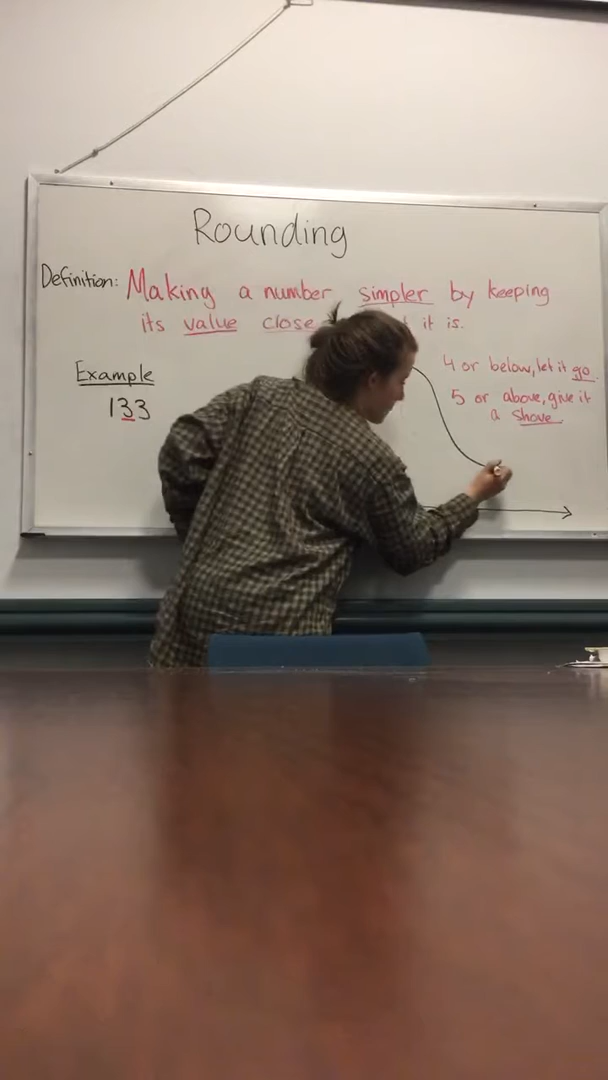 Rounding
Definition: Making a number simpler by keeping
its value close it is.
4 or below, let it go.
Example
5 or above, give it
133
a shove.